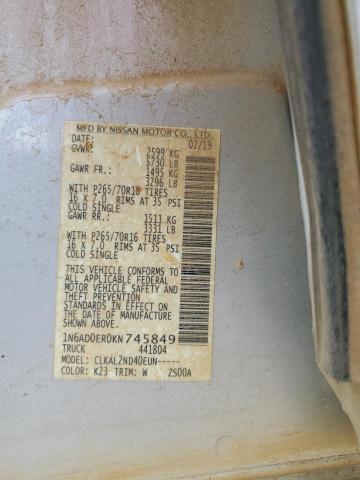 MFD BY NISSAN MOTOR CO., LTD.
DATE: 02/19
GVWR: 2599 KG
5730 LB
GAWR FR.: 1495 KG
3296 LB
WITH P265/70R16 TIRES
16 X 7.0 RIMS AT 35 PSI
COLD SINGLE
GAWR RR.: 1511 KG
3331 LB
WITH P265/70R16 TIRES
16 X 7.0 RIMS AT 35 PSI
COLD SINGLE
THIS VEHICLE CONFORMS TO
ALL APPLICABLE FEDERAL
MOTOR VEHICLE SAFETY AND
THEFT PREVENTION
STANDARDS IN EFFECT ON
THE DATE OF MANUFACTURE
SHOWN ABOVE.
1N6AD0ER0KN745849
TRUCK 441804
MODEL: CLKAL2ND40EUN-----
COLOR: K23 TRIM: W ZS00A